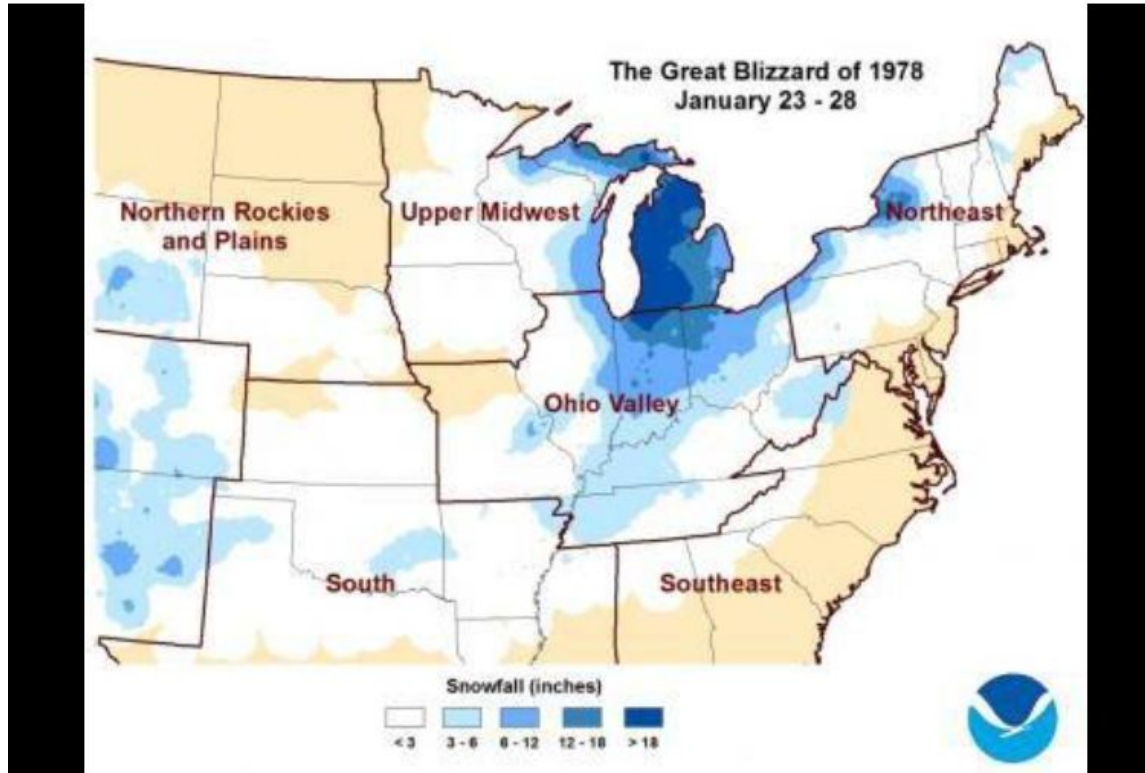 The Great Blizzard of 1978
January 23 - 28
Northern Rockies
and Plains
Upper Midwest
Northeast
Ohio Valley
South
Southeast
Snowfall (inches)
< 3
3 - 6
6 - 12
12 - 18
> 18